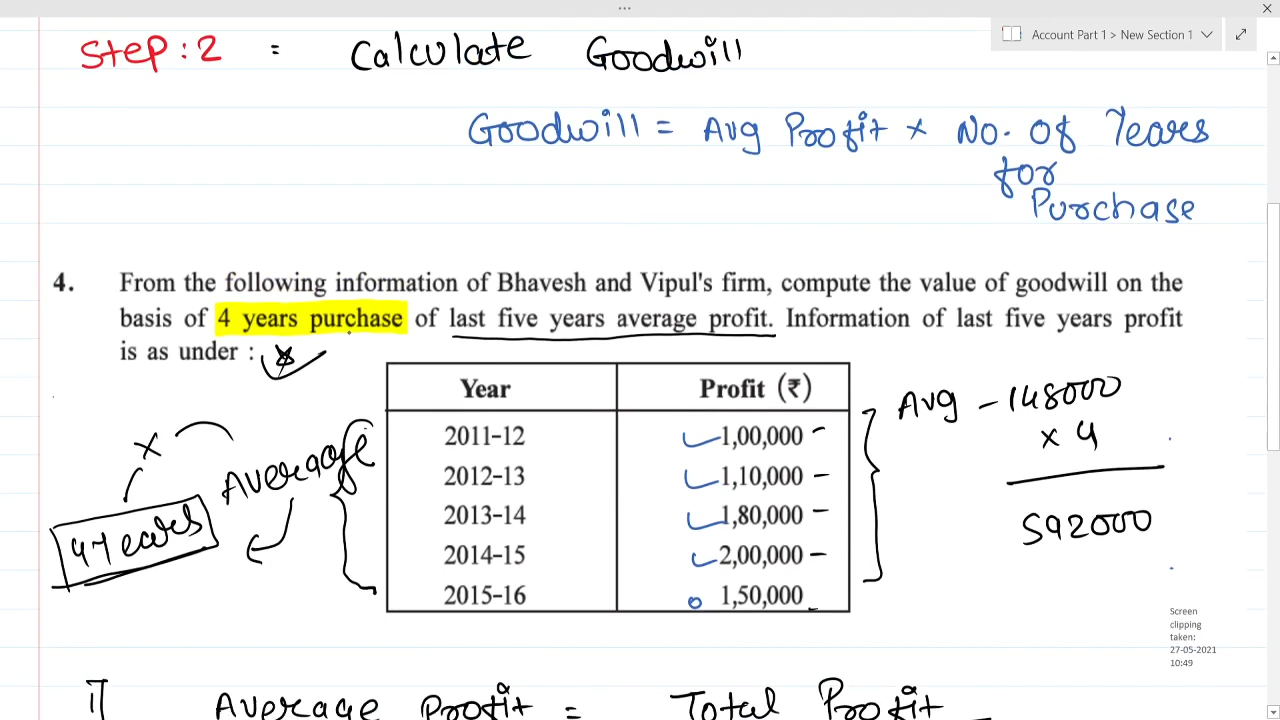 Account Part 1 > New Section 1
Step : 2 : Calculate Goodwill
Goodwill = Avg Profit × No. Of Years
for
Purchase
4. From the following information of Bhavesh and Vipul's firm, compute the value of goodwill on the
basis of 4 years purchase of last five years average profit. Information of last five years profit
is as under :
Year Profit (₹)
2011-12 1,00,000
2012-13 1,10,000
2013-14 1,80,000
2014-15 2,00,000
2015-16 1,50,000
Avg - 148000
× 4
592000
×
Average
4 Years
Screen
clipping
taken:
27-05-2021
10:49
Average Profit = Total Profit